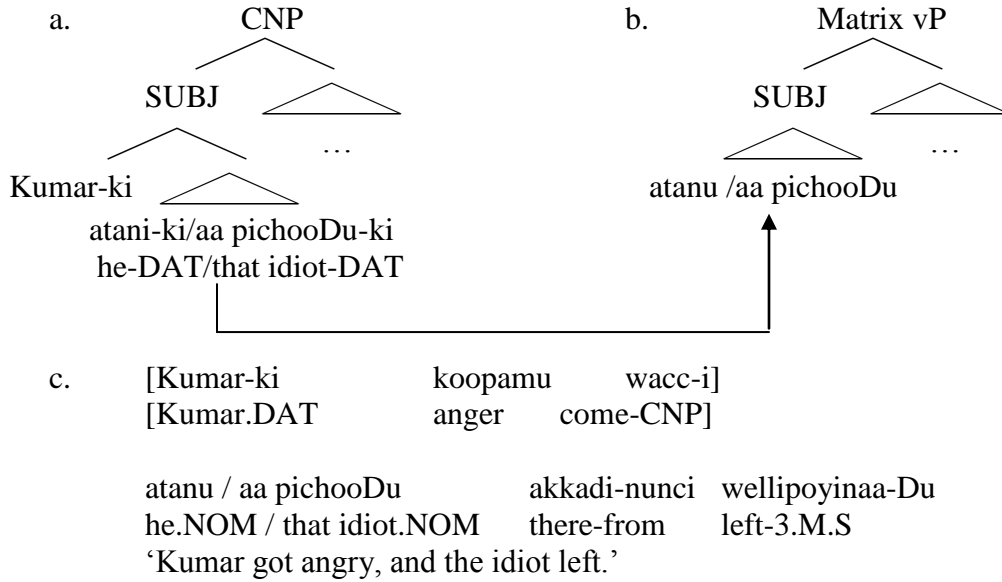 a. CNP b. Matrix vP
SUBJ SUBJ
… …
Kumar-ki atanu /aa pichooDu
atani-ki/aa pichooDu-ki
he-DAT/that idiot-DAT
c. [Kumar-ki koopamu wacc-i]
[Kumar.DAT anger come-CNP]
atanu / aa pichooDu akkadi-nunci wellipoyinaa-Du
he.NOM / that idiot.NOM there-from left-3.M.S
‘Kumar got angry, and the idiot left.’